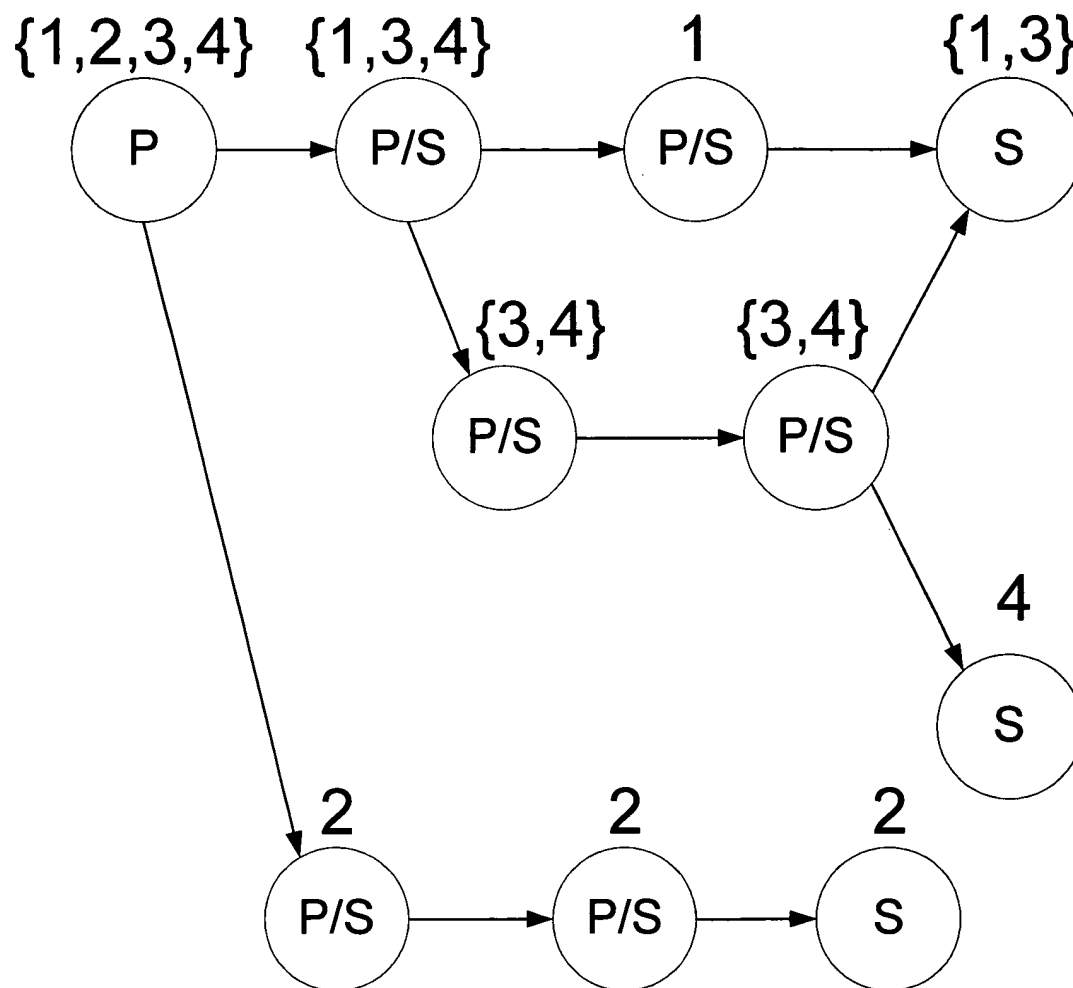 {1,2,3,4} {1,3,4} 1 {1,3}
P P/S P/S S
{3,4} {3,4}
P/S P/S
4
S
2 2 2
P/S P/S S